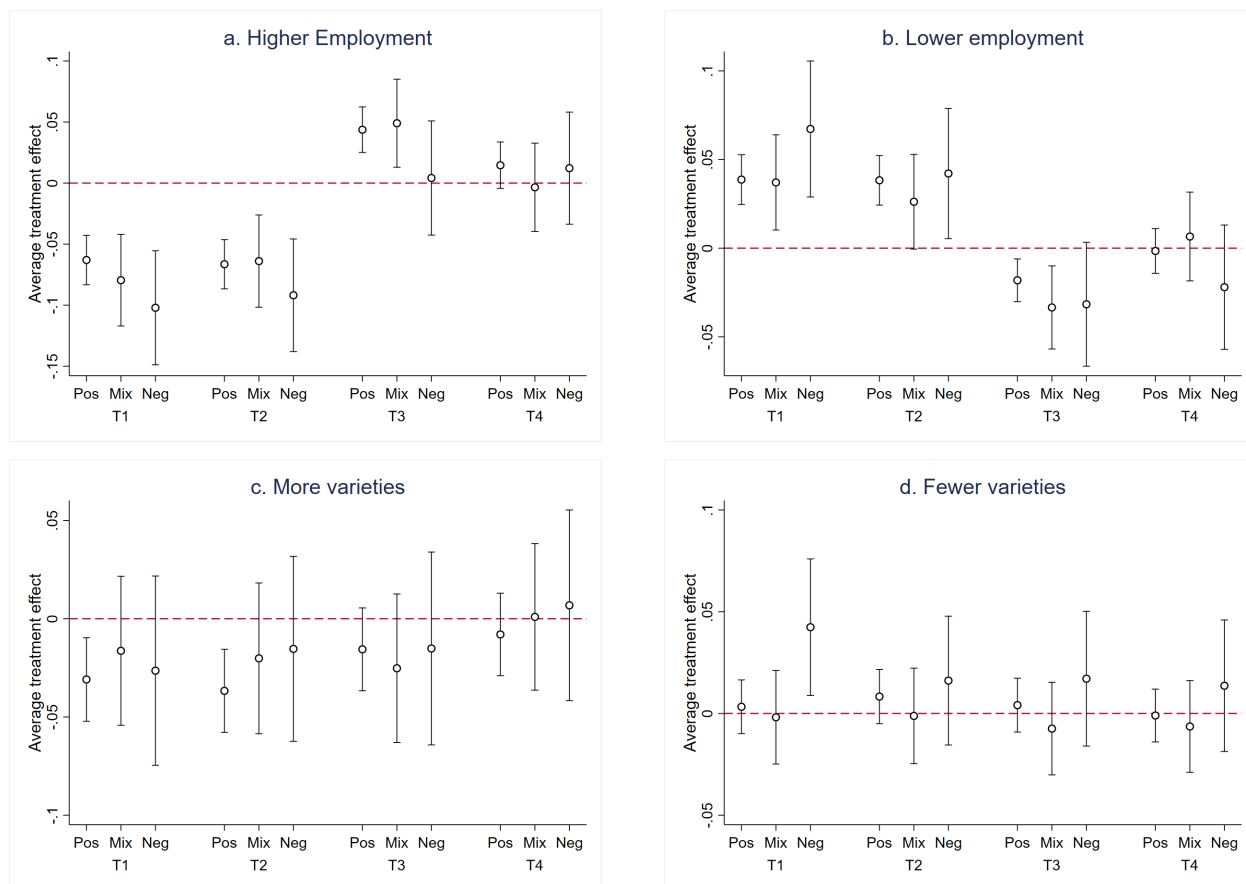 a. Higher Employment
Average treatment effect
.1
.05
0
-.05
-.1
-.15
Pos Mix Neg Pos Mix Neg Pos Mix Neg Pos Mix Neg
T1 T2 T3 T4
b. Lower employment
Average treatment effect
.1
.05
0
-.05
Pos Mix Neg Pos Mix Neg Pos Mix Neg Pos Mix Neg
T1 T2 T3 T4
c. More varieties
Average treatment effect
.05
0
-.05
-.1
Pos Mix Neg Pos Mix Neg Pos Mix Neg Pos Mix Neg
T1 T2 T3 T4
d. Fewer varieties
Average treatment effect
.1
.05
0
-.05
Pos Mix Neg Pos Mix Neg Pos Mix Neg Pos Mix Neg
T1 T2 T3 T4